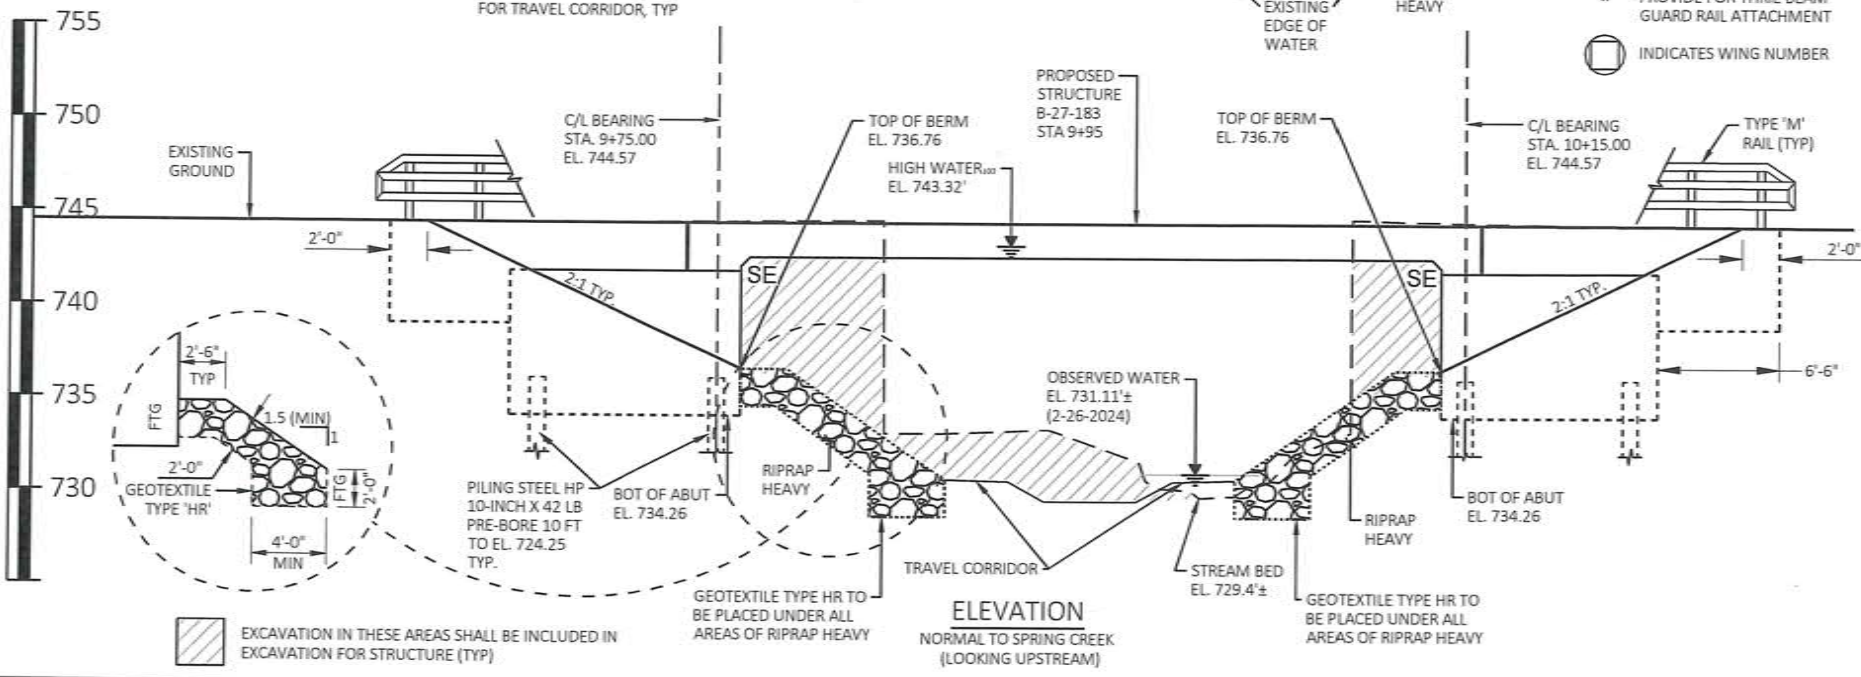 FOR TRAVEL CORRIDOR, TYP
EXISTING
EDGE OF
WATER
HEAVY
GUARD RAIL ATTACHMENT
INDICATES WING NUMBER
755
750
745
740
735
730
EXISTING
GROUND
C/L BEARING
STA. 9+75.00
EL. 744.57
TOP OF BERM
EL. 736.76
HIGH WATER₁₀₀
EL. 743.32'
PROPOSED
STRUCTURE
B-27-183
STA 9+95
TOP OF BERM
EL. 736.76
C/L BEARING
STA. 10+15.00
EL. 744.57
TYPE 'M'
RAIL (TYP)
2'-0"
2'-0"
2:1 TYP.
SE
SE
2:1 TYP.
6'-6"
2'-6"
TYP
FTG
1.5 (MIN)
1
2'-0"
GEOTEXTILE
TYPE 'HR'
FTG
2'-0"
4'-0"
MIN
OBSERVED WATER
EL. 731.11'±
(2-26-2024)
PILING STEEL HP
10-INCH X 42 LB
PRE-BORE 10 FT
TO EL. 724.25
TYP.
BOT OF ABUT
EL. 734.26
RIPRAP
HEAVY
RIPRAP
HEAVY
BOT OF ABUT
EL. 734.26
TRAVEL CORRIDOR
STREAM BED
EL. 729.4'±
GEOTEXTILE TYPE HR TO
BE PLACED UNDER ALL
AREAS OF RIPRAP HEAVY
GEOTEXTILE TYPE HR TO
BE PLACED UNDER ALL
AREAS OF RIPRAP HEAVY
ELEVATION
NORMAL TO SPRING CREEK
(LOOKING UPSTREAM)
EXCAVATION IN THESE AREAS SHALL BE INCLUDED IN
EXCAVATION FOR STRUCTURE (TYP)